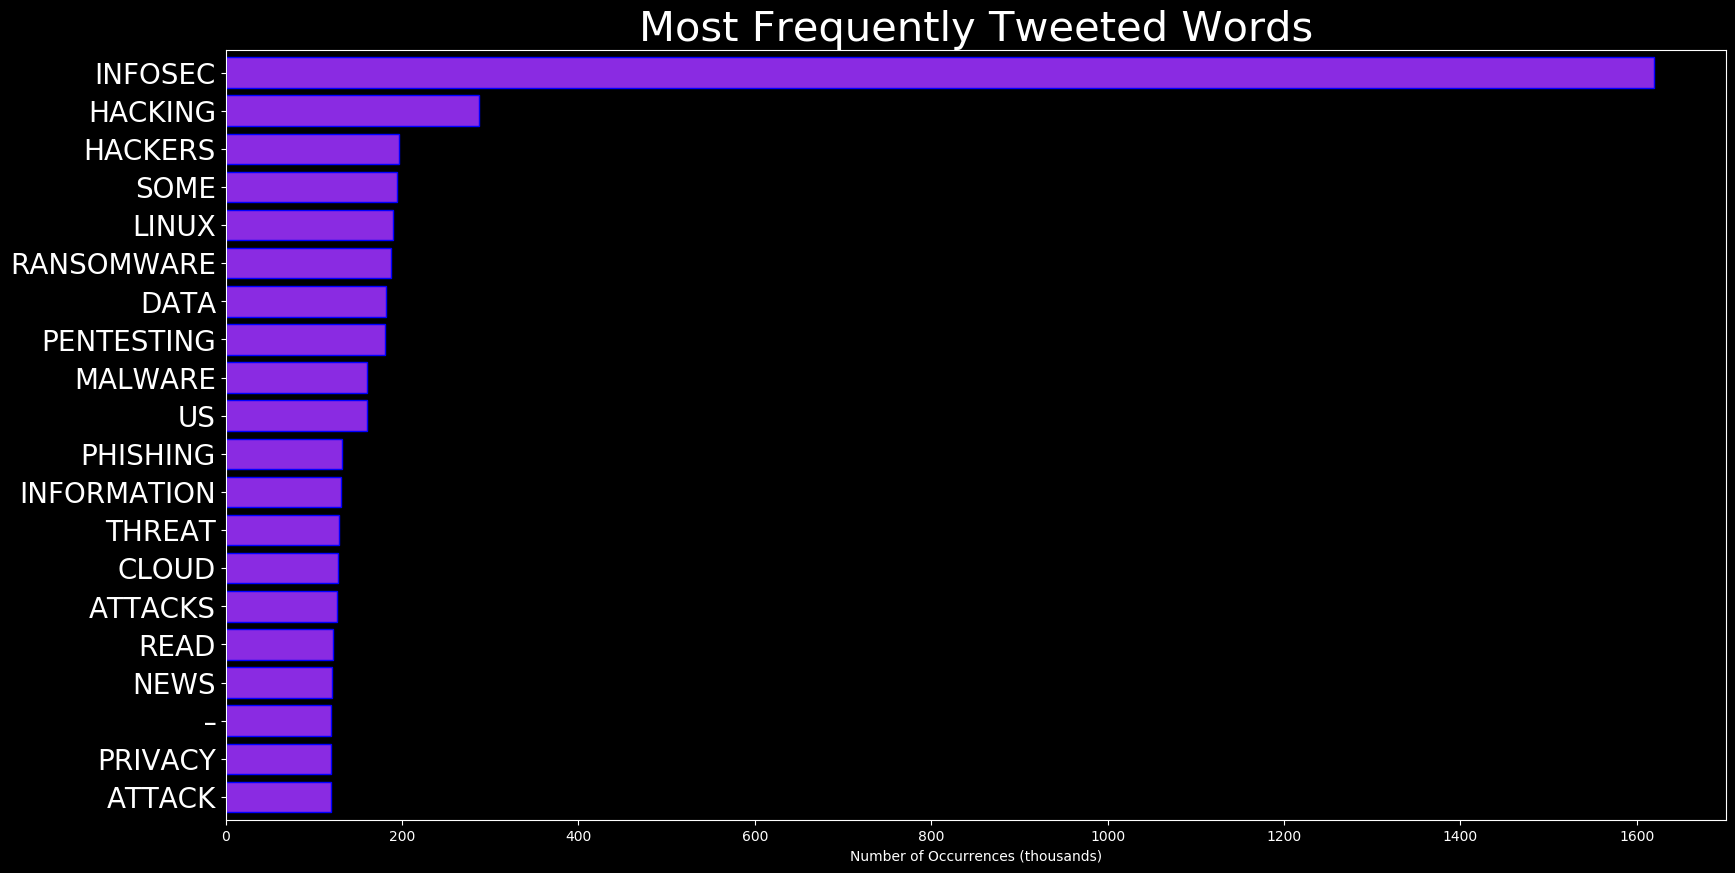 Most Frequently Tweeted Words
INFOSEC
HACKING
HACKERS
SOME
LINUX
RANSOMWARE
DATA
PENTESTING
MALWARE
US
PHISHING
INFORMATION
THREAT
CLOUD
ATTACKS
READ
NEWS
–
PRIVACY
ATTACK
0 200 400 600 800 1000 1200 1400 1600
Number of Occurrences (thousands)